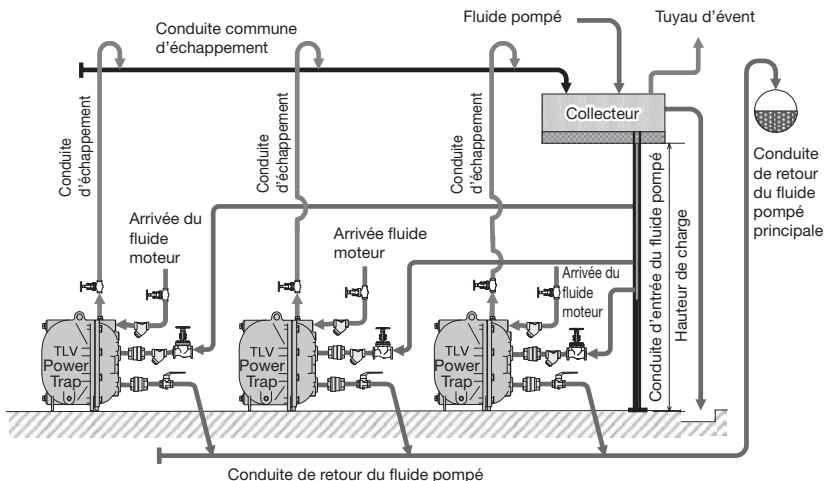 Conduite commune
d'échappement
Fluide pompé
Tuyau d'évent
Collecteur
Conduite
d'échappement
Conduite
d'échappement
Conduite
d'échappement
Conduite
de retour
du fluide
pompé
principale
Conduite d'entrée du fluide pompé
Hauteur de charge
Arrivée du
fluide
moteur
Arrivée fluide
moteur
Arrivée du
fluide
moteur
TLV
Power
Trap
TLV
Power
Trap
TLV
Power
Trap
Conduite de retour du fluide pompé